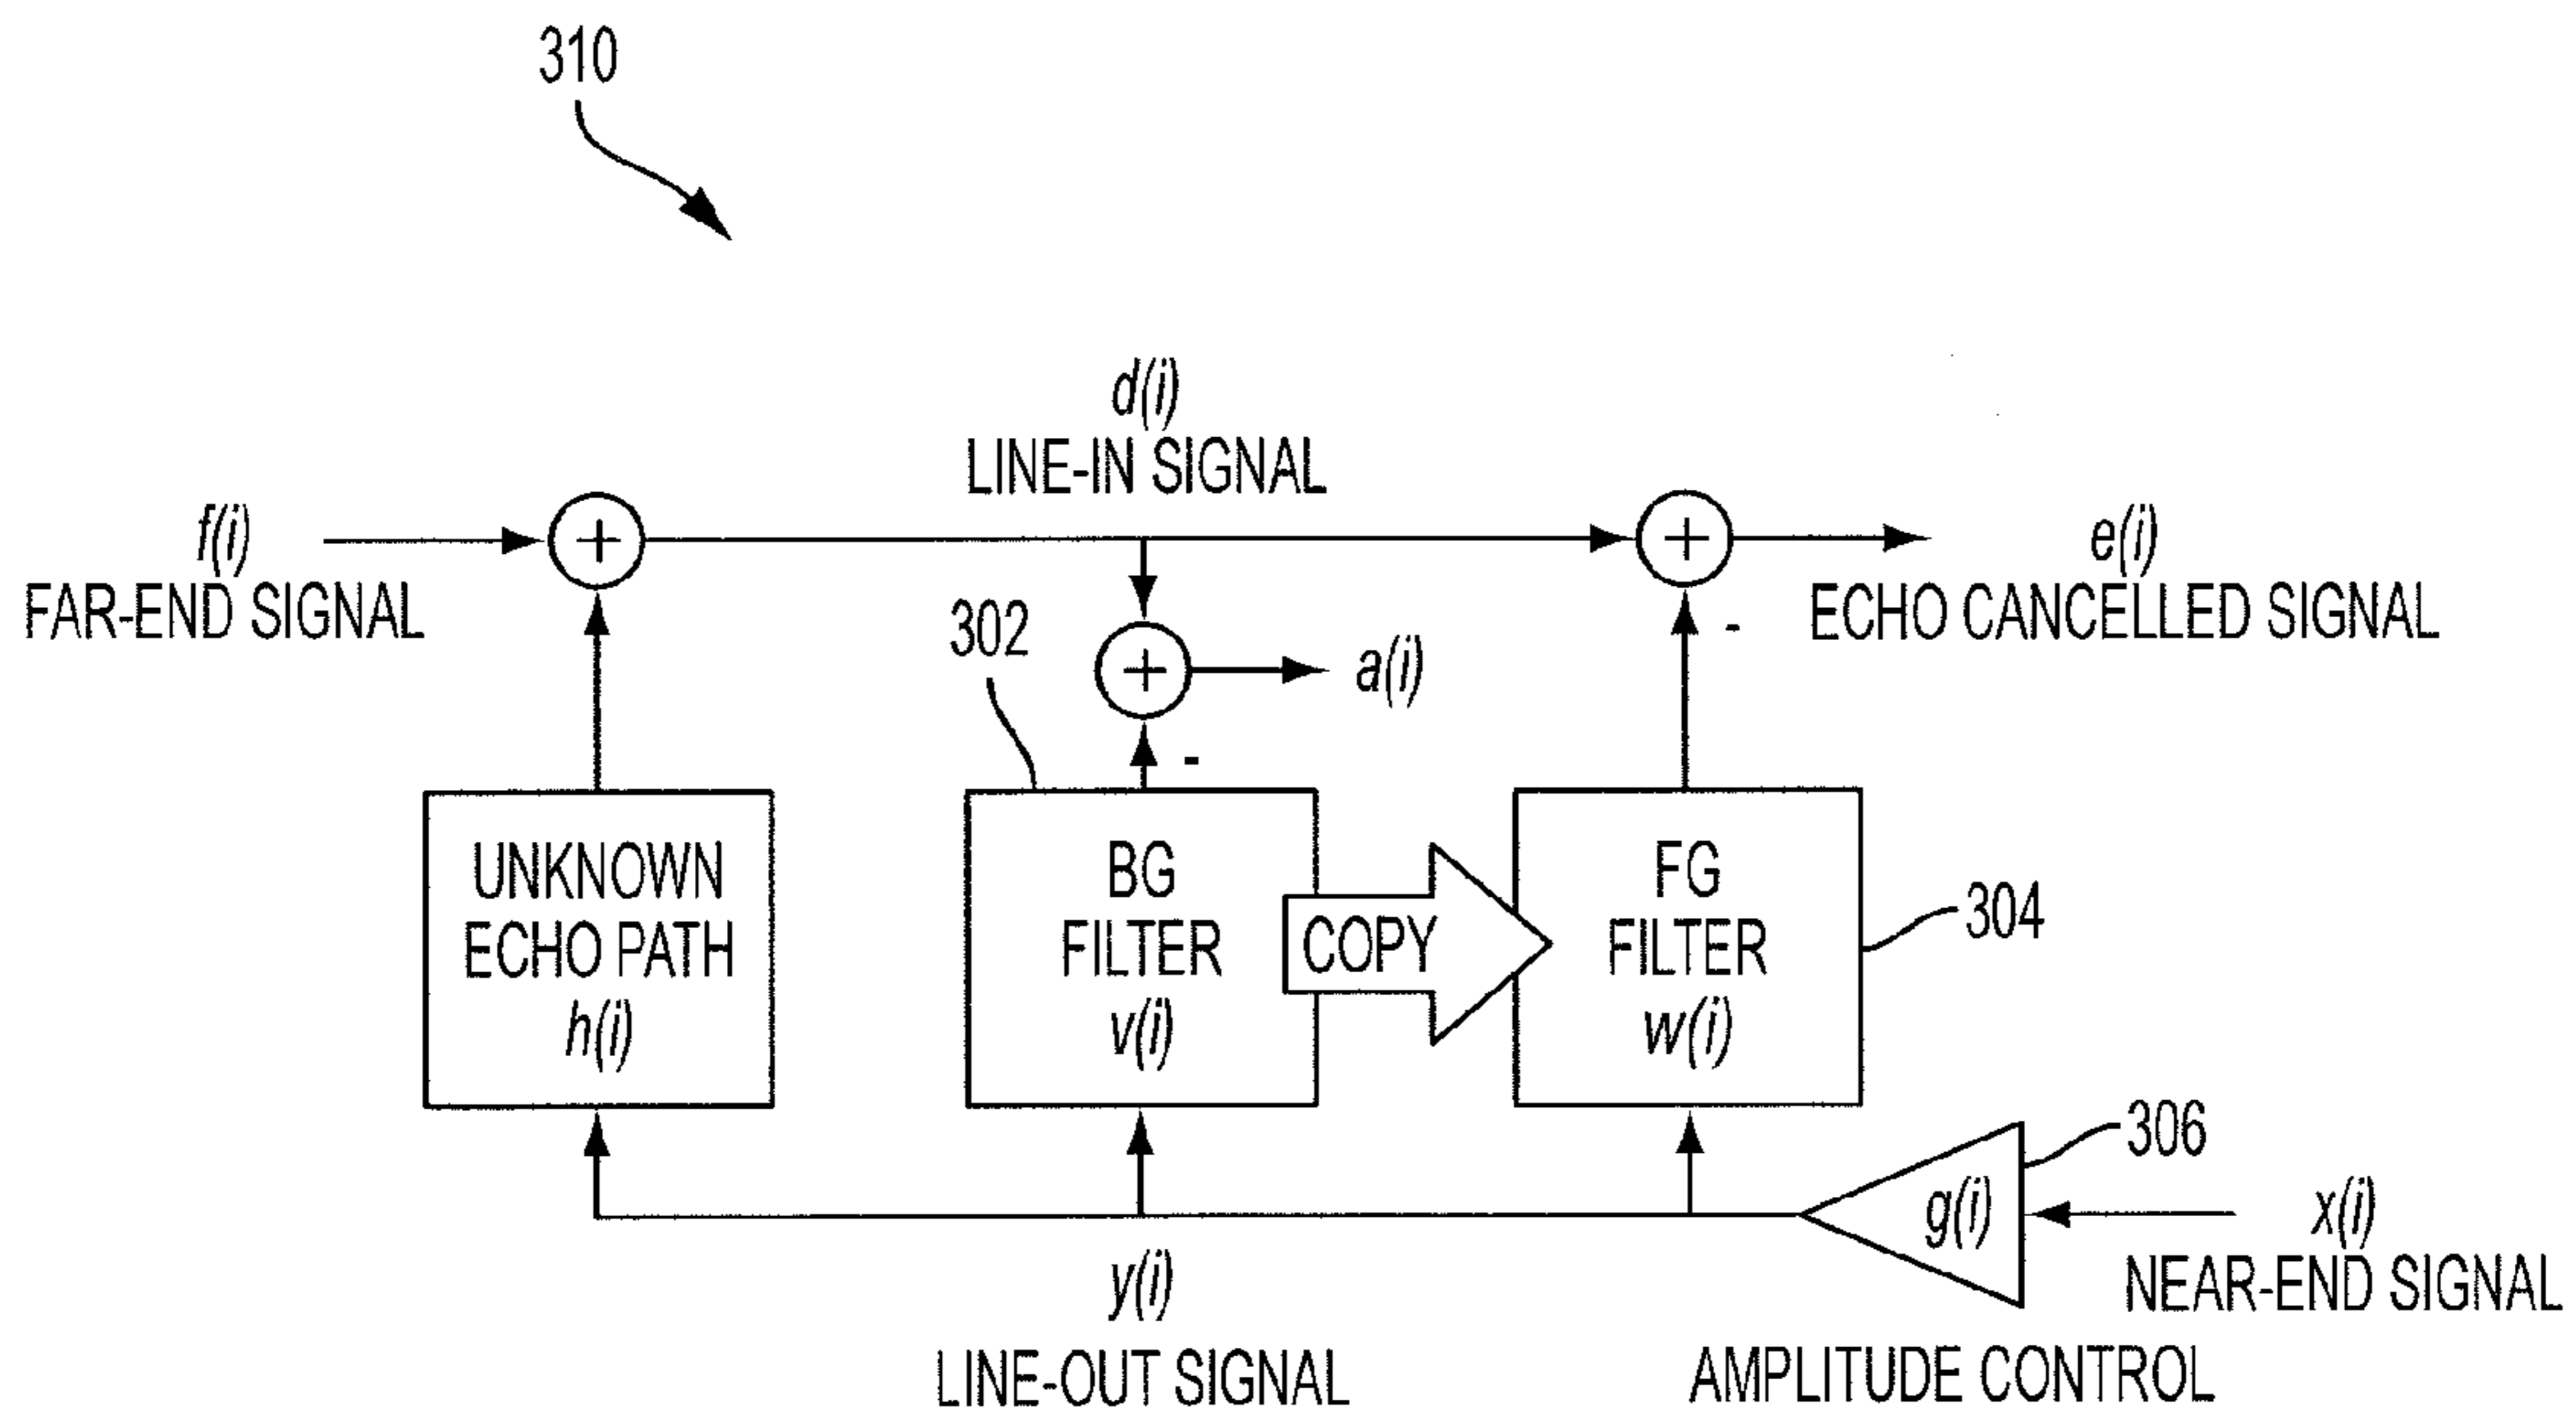 310
d(i)
LINE-IN SIGNAL
f(i)
FAR-END SIGNAL
+
+
e(i)
ECHO CANCELLED SIGNAL
-
302
+
a(i)
-
UNKNOWN
ECHO PATH
h(i)
BG
FILTER
v(i)
COPY
FG
FILTER
w(i)
304
306
g(i)
x(i)
NEAR-END SIGNAL
y(i)
LINE-OUT SIGNAL
AMPLITUDE CONTROL